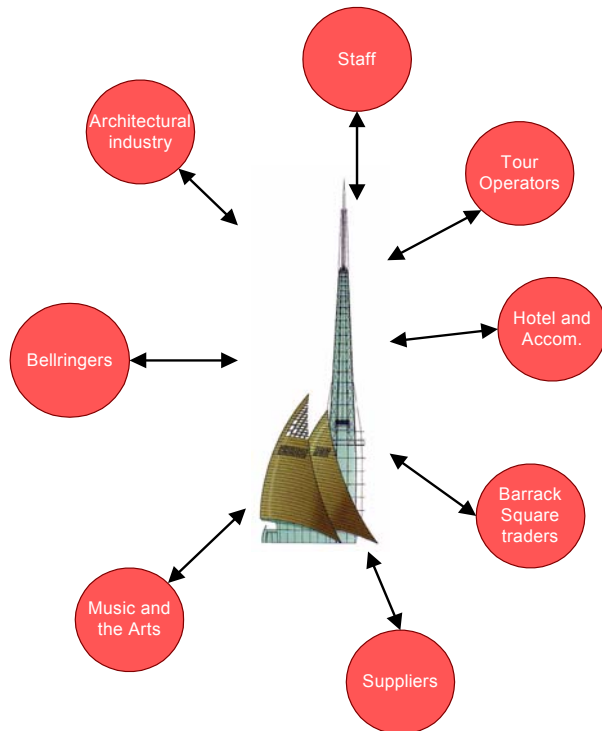 Staff
Architectural
industry
Tour
Operators
Hotel and
Accom.
Bellringers
Barrack
Square
traders
Music and
the Arts
Suppliers